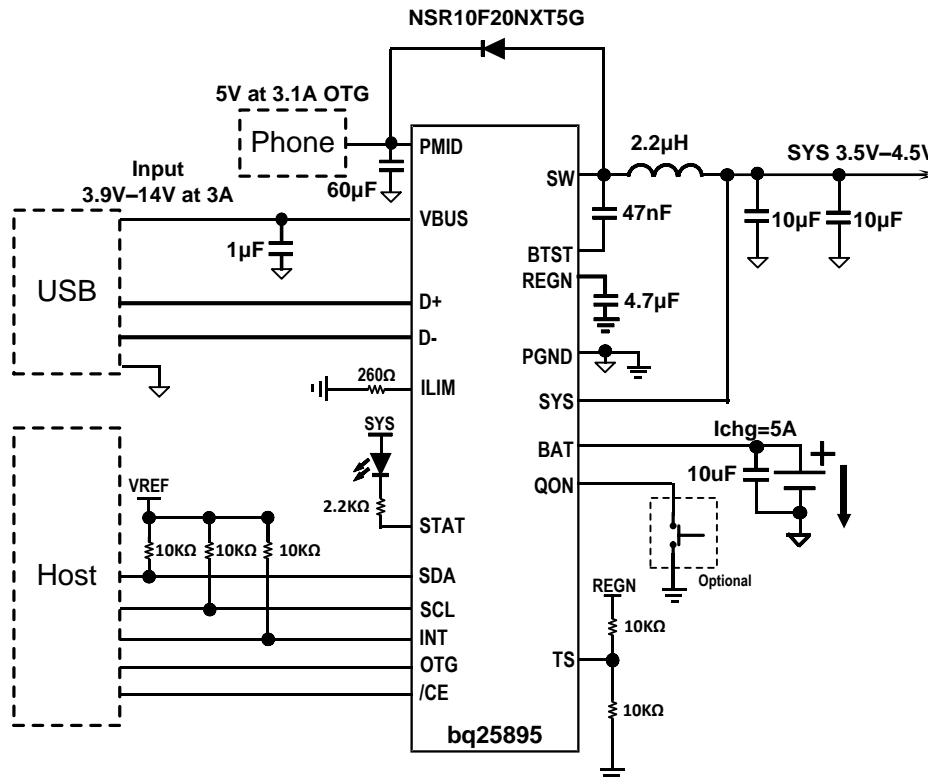 NSR10F20NXT5G
5V at 3.1A OTG
Phone
PMID
2.2µH
SYS 3.5V–4.5V
Input
3.9V–14V at 3A
60µF
SW
VBUS
47nF
10µF
10µF
1µF
BTST
REGN
USB
D+
4.7µF
D-
PGND
260Ω
ILIM
SYS
SYS
Ichg=5A
BAT
+
10uF
QON
VREF
2.2KΩ
STAT
10KΩ
10KΩ
10KΩ
Host
Optional
SDA
REGN
SCL
10KΩ
INT
TS
OTG
/CE
10KΩ
bq25895